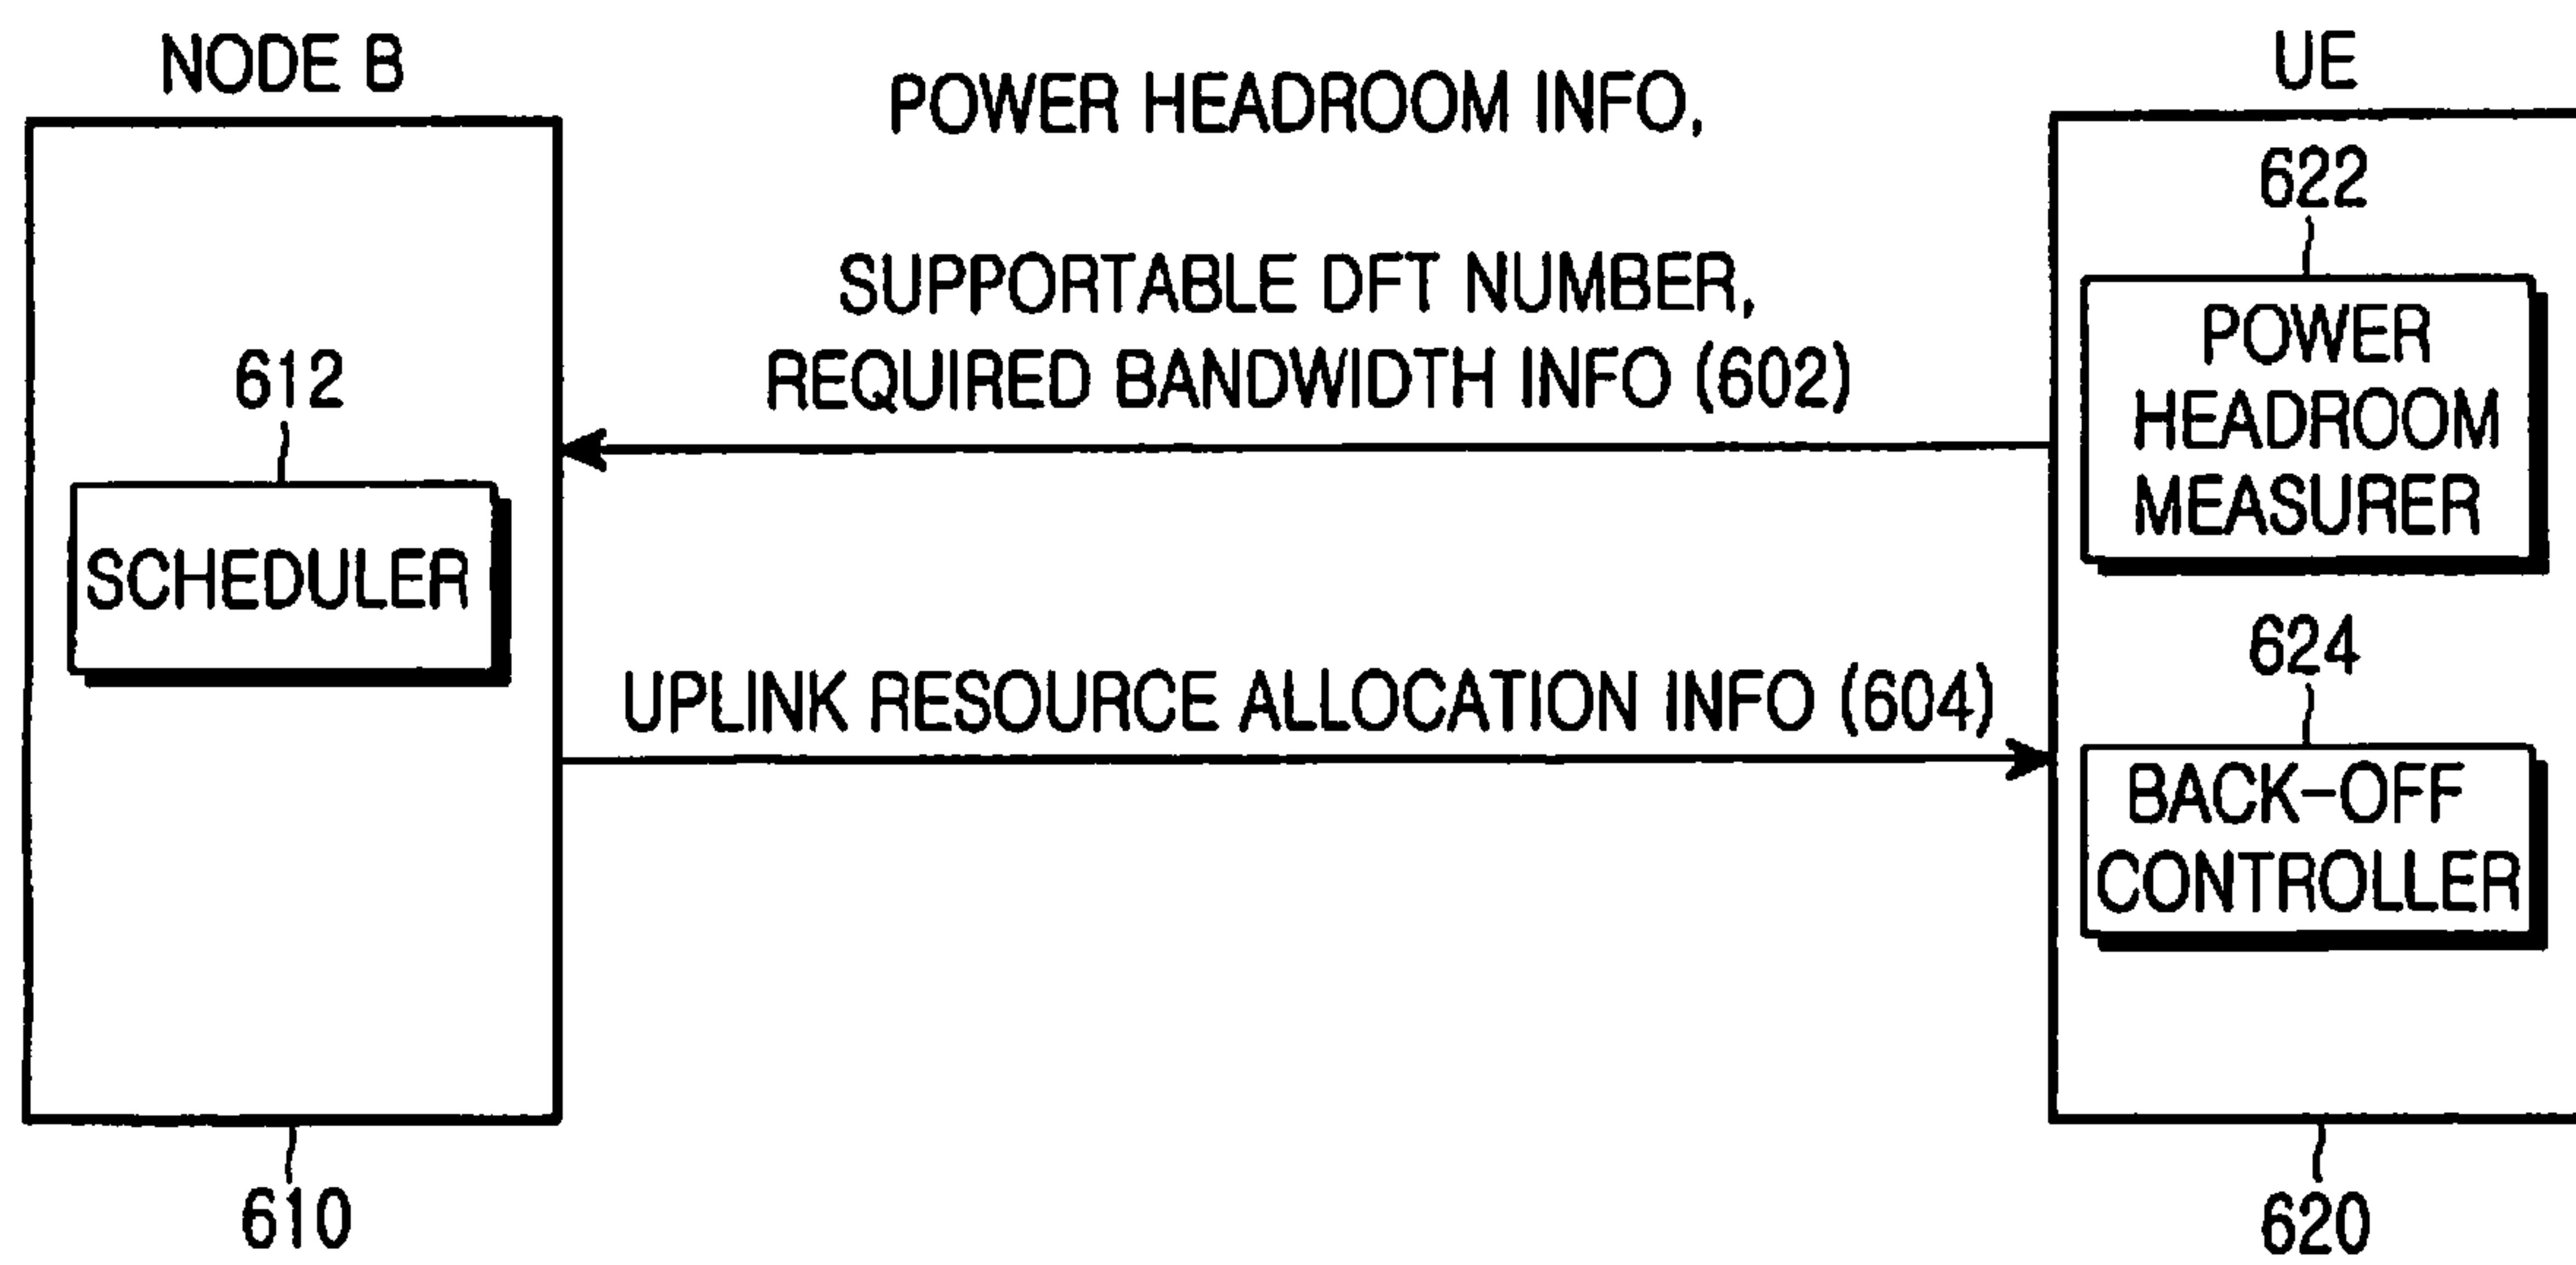 NODE B
UE
POWER HEADROOM INFO,
SUPPORTABLE DFT NUMBER,
REQUIRED BANDWIDTH INFO (602)
612
SCHEDULER
UPLINK RESOURCE ALLOCATION INFO (604)
622
POWER
HEADROOM
MEASURER
624
BACK-OFF
CONTROLLER
610
620